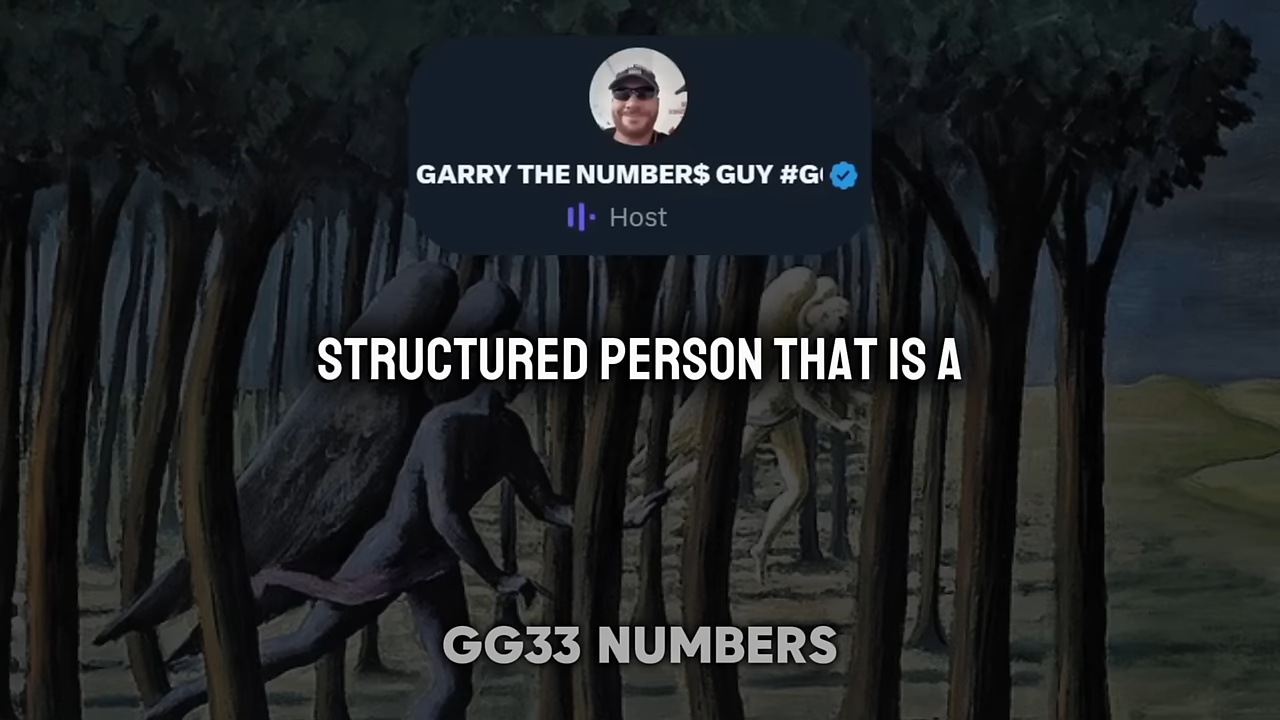 GARRY THE NUMBER$ GUY #G
Host
STRUCTURED PERSON THAT IS A
GG33 NUMBERS